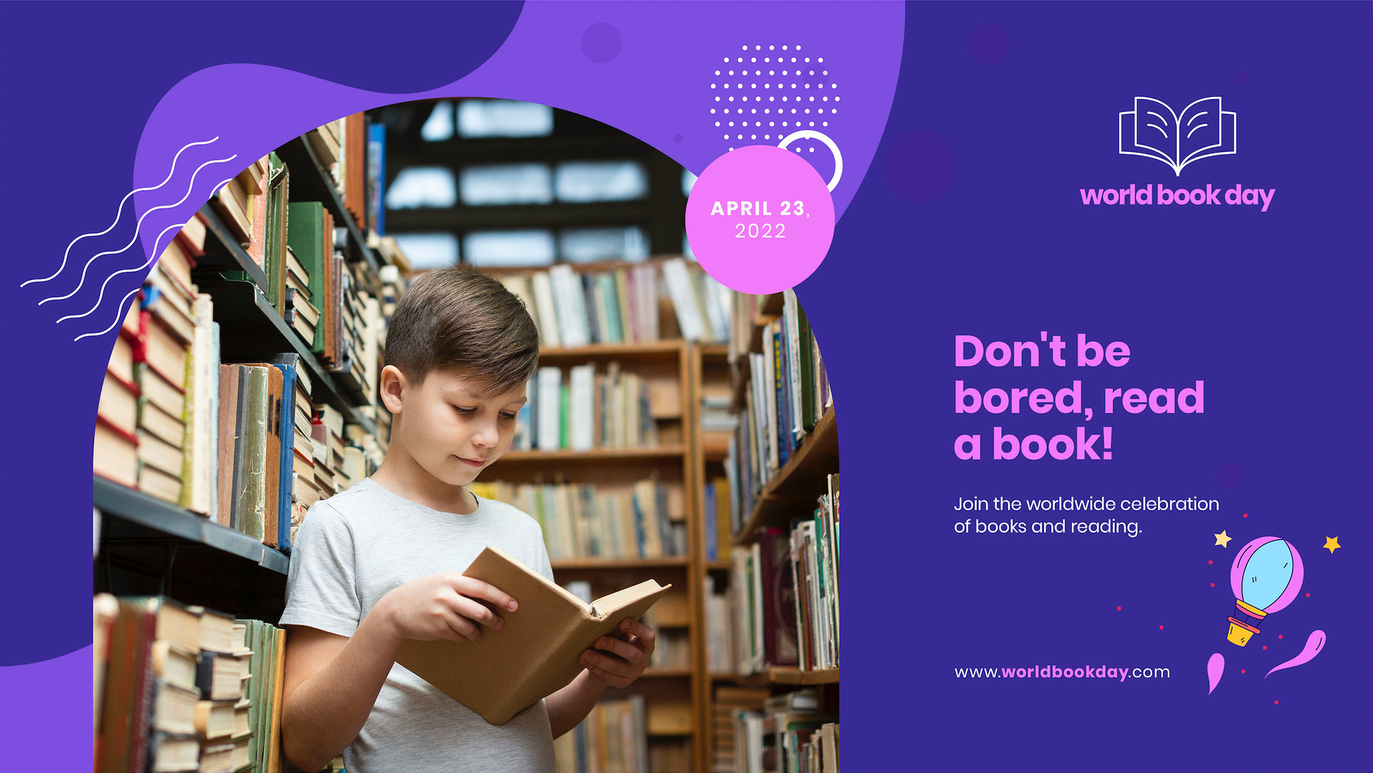 APRIL 23,
2022
world book day
Don't be
bored, read
a book!
Join the worldwide celebration
of books and reading.
www.worldbookday.com